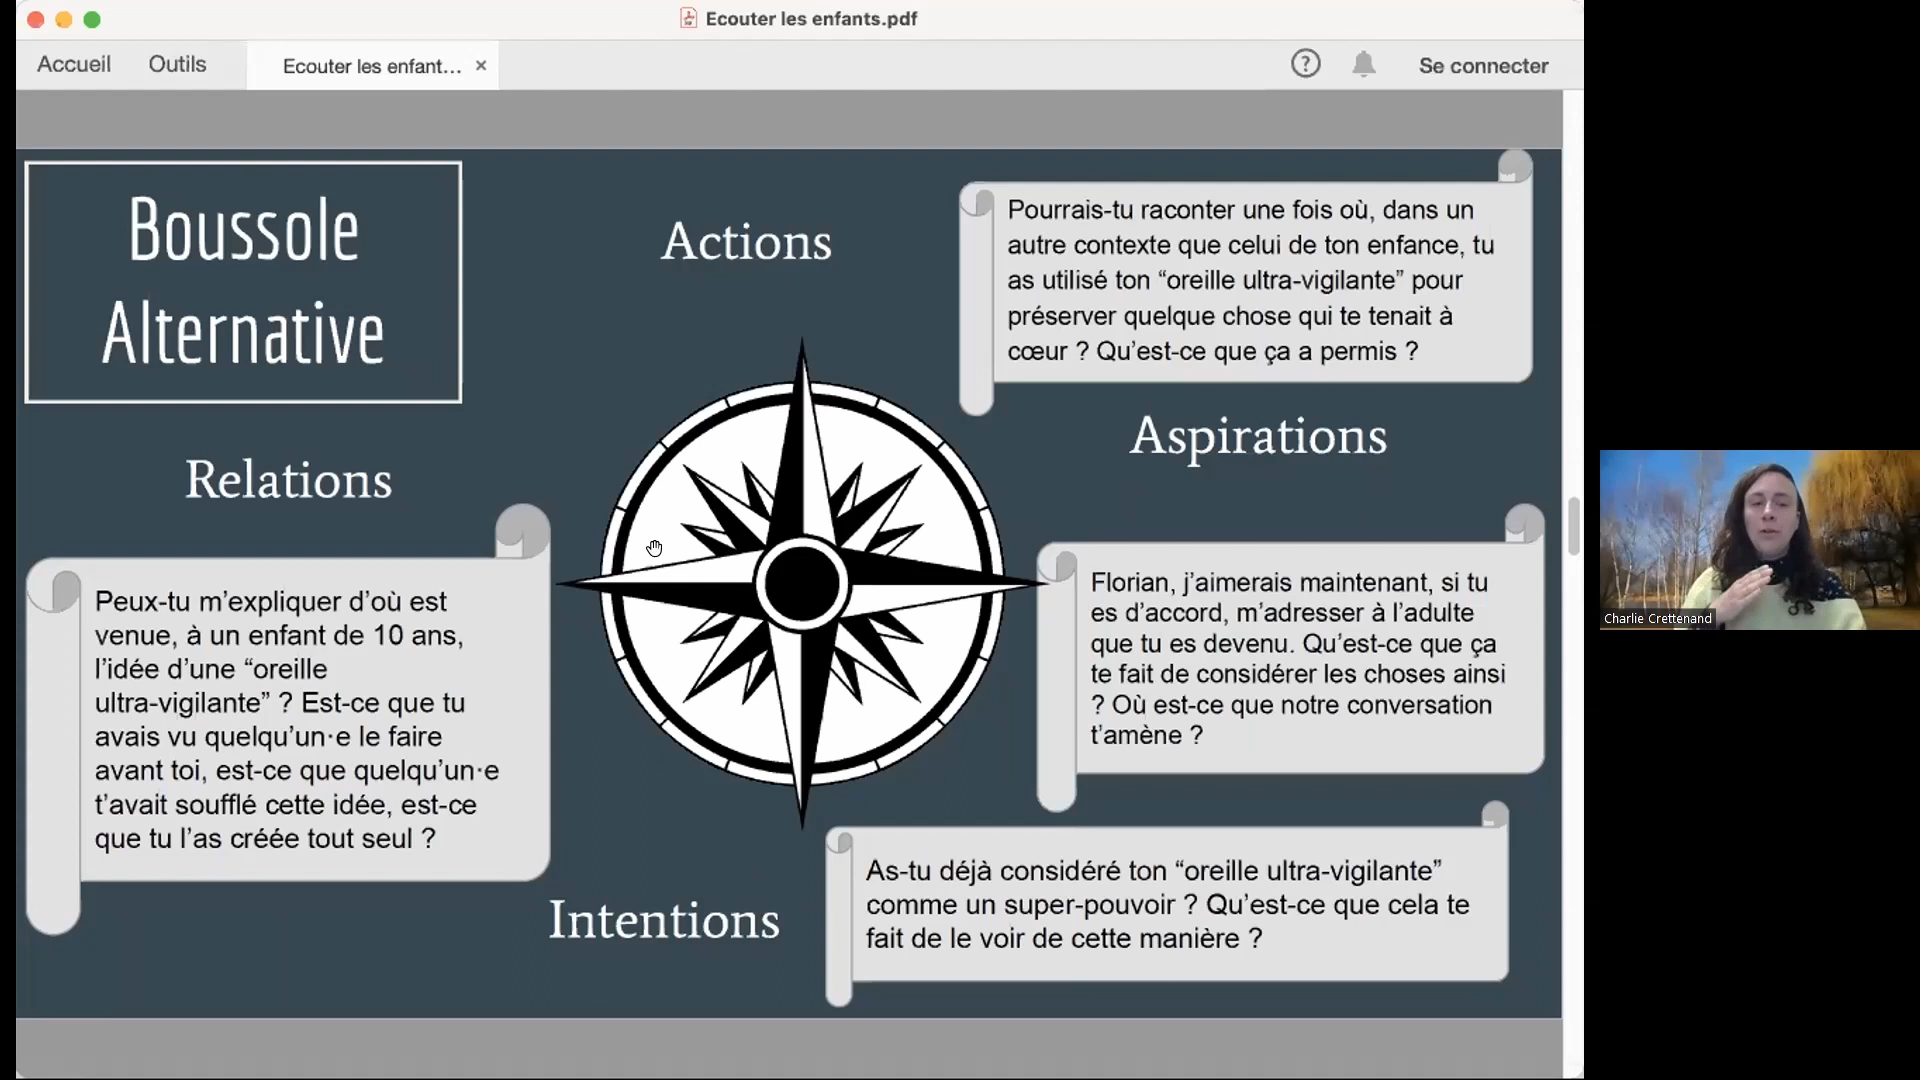 Ecouter les enfants.pdf
Accueil
Outils
Ecouter les enfant...
Se connecter
Boussole
Alternative
Actions
Pourrais-tu raconter une fois où, dans un
autre contexte que celui de ton enfance, tu
as utilisé ton “oreille ultra-vigilante” pour
préserver quelque chose qui te tenait à
cœur ? Qu’est-ce que ça a permis ?
Aspirations
Relations
Peux-tu m’expliquer d’où est
venue, à un enfant de 10 ans,
l’idée d’une “oreille
ultra-vigilante” ? Est-ce que tu
avais vu quelqu’un·e le faire
avant toi, est-ce que quelqu’un·e
t’avait soufflé cette idée, est-ce
que tu l’as créée tout seul ?
Florian, j’aimerais maintenant, si tu
es d’accord, m’adresser à l’adulte
que tu es devenu. Qu’est-ce que ça
te fait de considérer les choses ainsi
? Où est-ce que notre conversation
t’amène ?
Intentions
As-tu déjà considéré ton “oreille ultra-vigilante”
comme un super-pouvoir ? Qu’est-ce que cela te
fait de le voir de cette manière ?
Charlie Crettenand